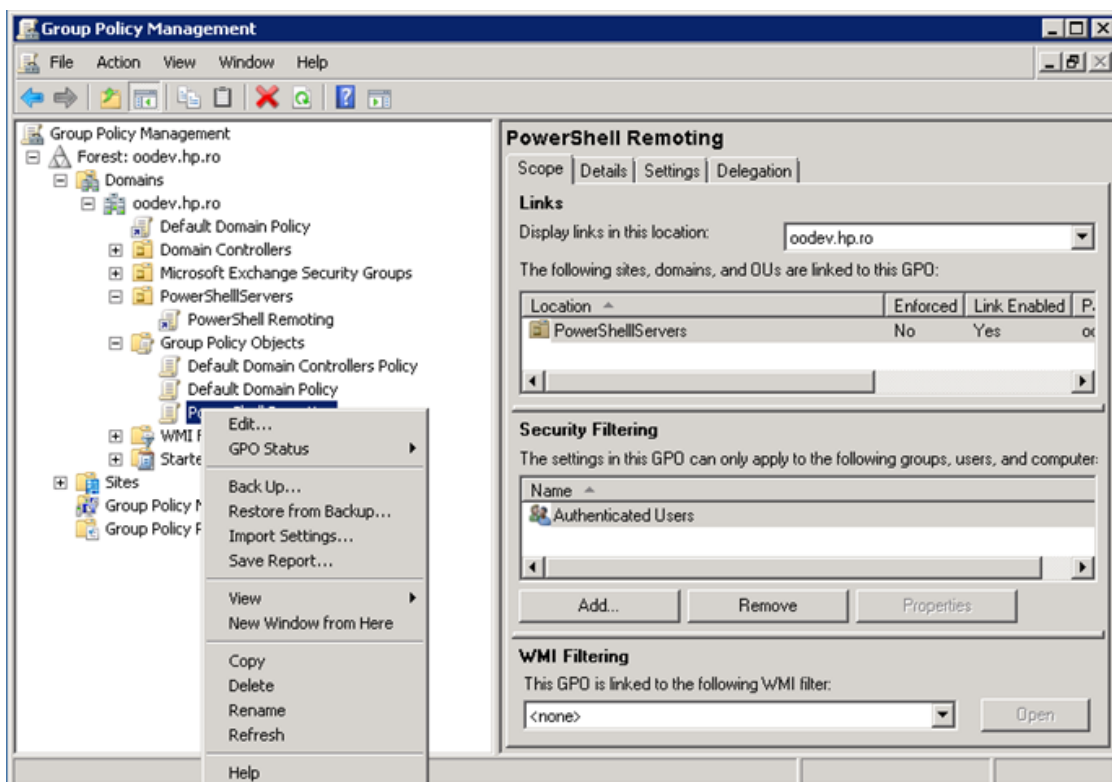 Group Policy Management
File Action View Window Help
Group Policy Management
Forest: oodev.hp.ro
Domains
oodev.hp.ro
Default Domain Policy
Domain Controllers
Microsoft Exchange Security Groups
PowerShellServers
PowerShell Remoting
Group Policy Objects
Default Domain Controllers Policy
Default Domain Policy
WMI F
Starte
Sites
Group Policy M
Group Policy R
Edit...
GPO Status
Back Up...
Restore from Backup...
Import Settings...
Save Report...
View
New Window from Here
Copy
Delete
Rename
Refresh
Help
PowerShell Remoting
Scope Details Settings Delegation
Links
Display links in this location: oodev.hp.ro
The following sites, domains, and OUs are linked to this GPO:
Location Enforced Link Enabled
PowerShellServers No Yes
Security Filtering
The settings in this GPO can only apply to the following groups, users, and computer
Name
Authenticated Users
Add... Remove Properties
WMI Filtering
This GPO is linked to the following WMI filter:
<none> Open